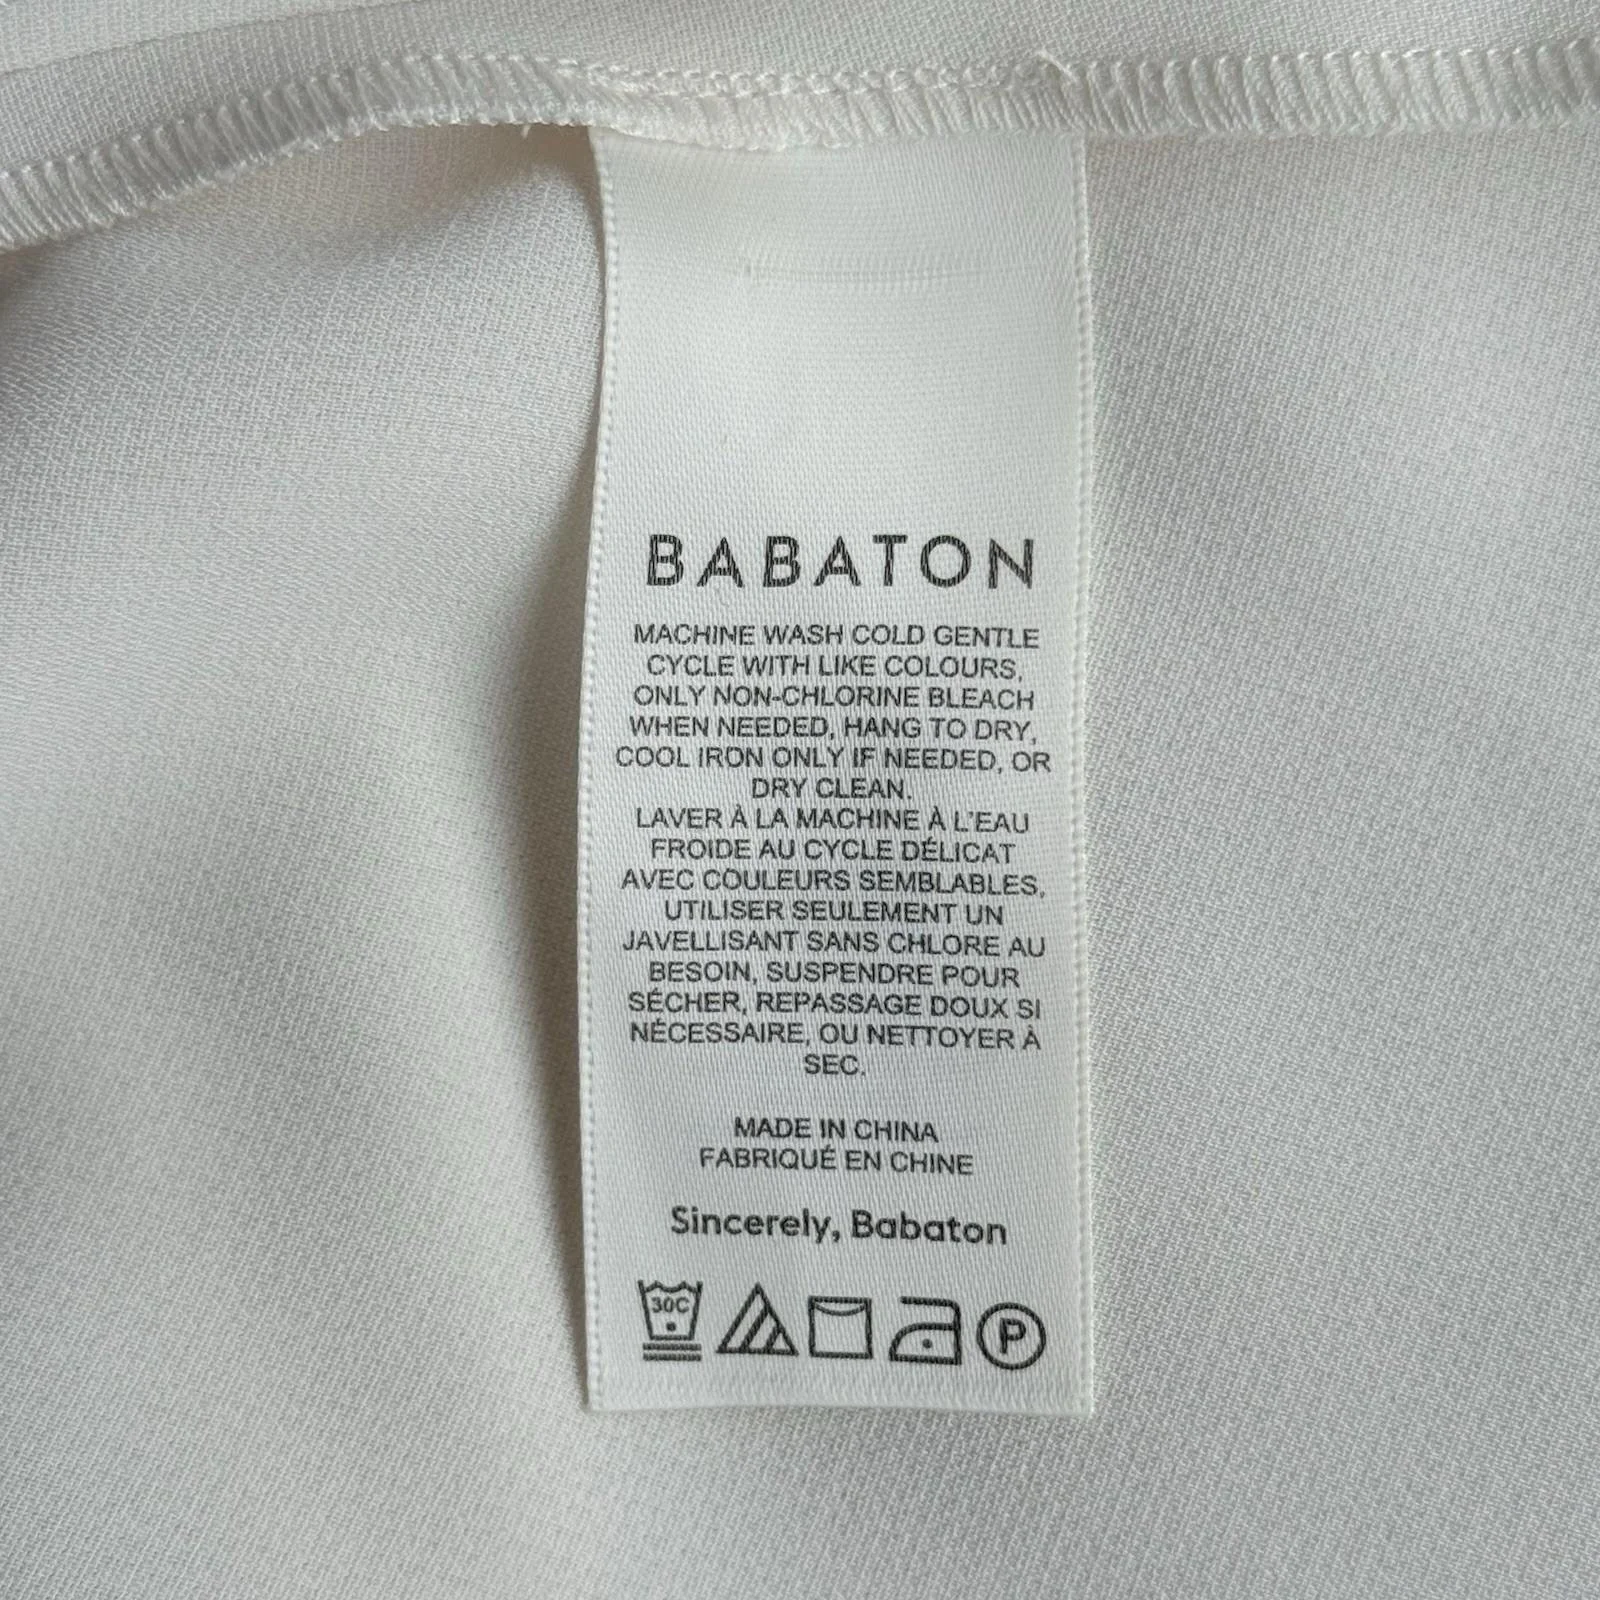 BABATON
MACHINE WASH COLD GENTLE
CYCLE WITH LIKE COLOURS,
ONLY NON-CHLORINE BLEACH
WHEN NEEDED, HANG TO DRY,
COOL IRON ONLY IF NEEDED, OR
DRY CLEAN.
LAVER À LA MACHINE À L'EAU
FROIDE AU CYCLE DÉLICAT
AVEC COULEURS SEMBLABLES,
UTILISER SEULEMENT UN
JAVELLISANT SANS CHLORE AU
BESOIN, SUSPENDRE POUR
SÉCHER, REPASSAGE DOUX SI
NÉCESSAIRE, OU NETTOYER À
SEC.
MADE IN CHINA
FABRIQUÉ EN CHINE
Sincerely, Babaton
30C P